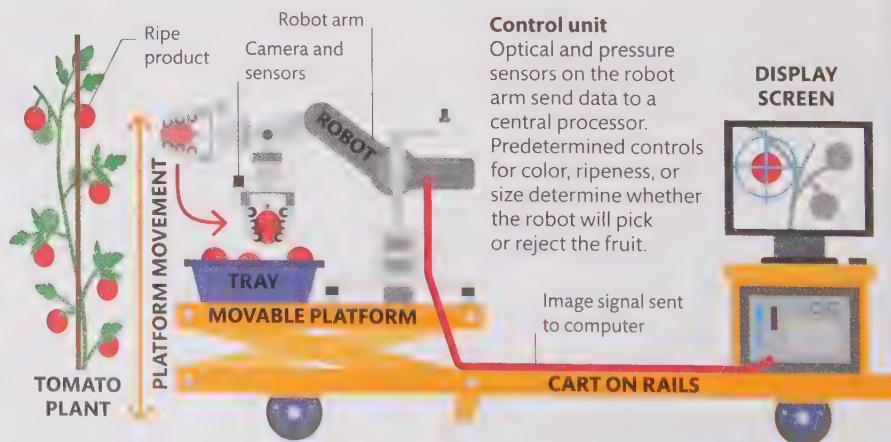 Ripe
product
Robot arm
Camera and
sensors
Control unit
Optical and pressure
sensors on the robot
arm send data to a
central processor.
Predetermined controls
for color, ripeness, or
size determine whether
the robot will pick
or reject the fruit.
DISPLAY
SCREEN
PLATFORM MOVEMENT
ROBOT
TRAY
MOVABLE PLATFORM
Image signal sent
to computer
TOMATO
PLANT
CART ON RAILS